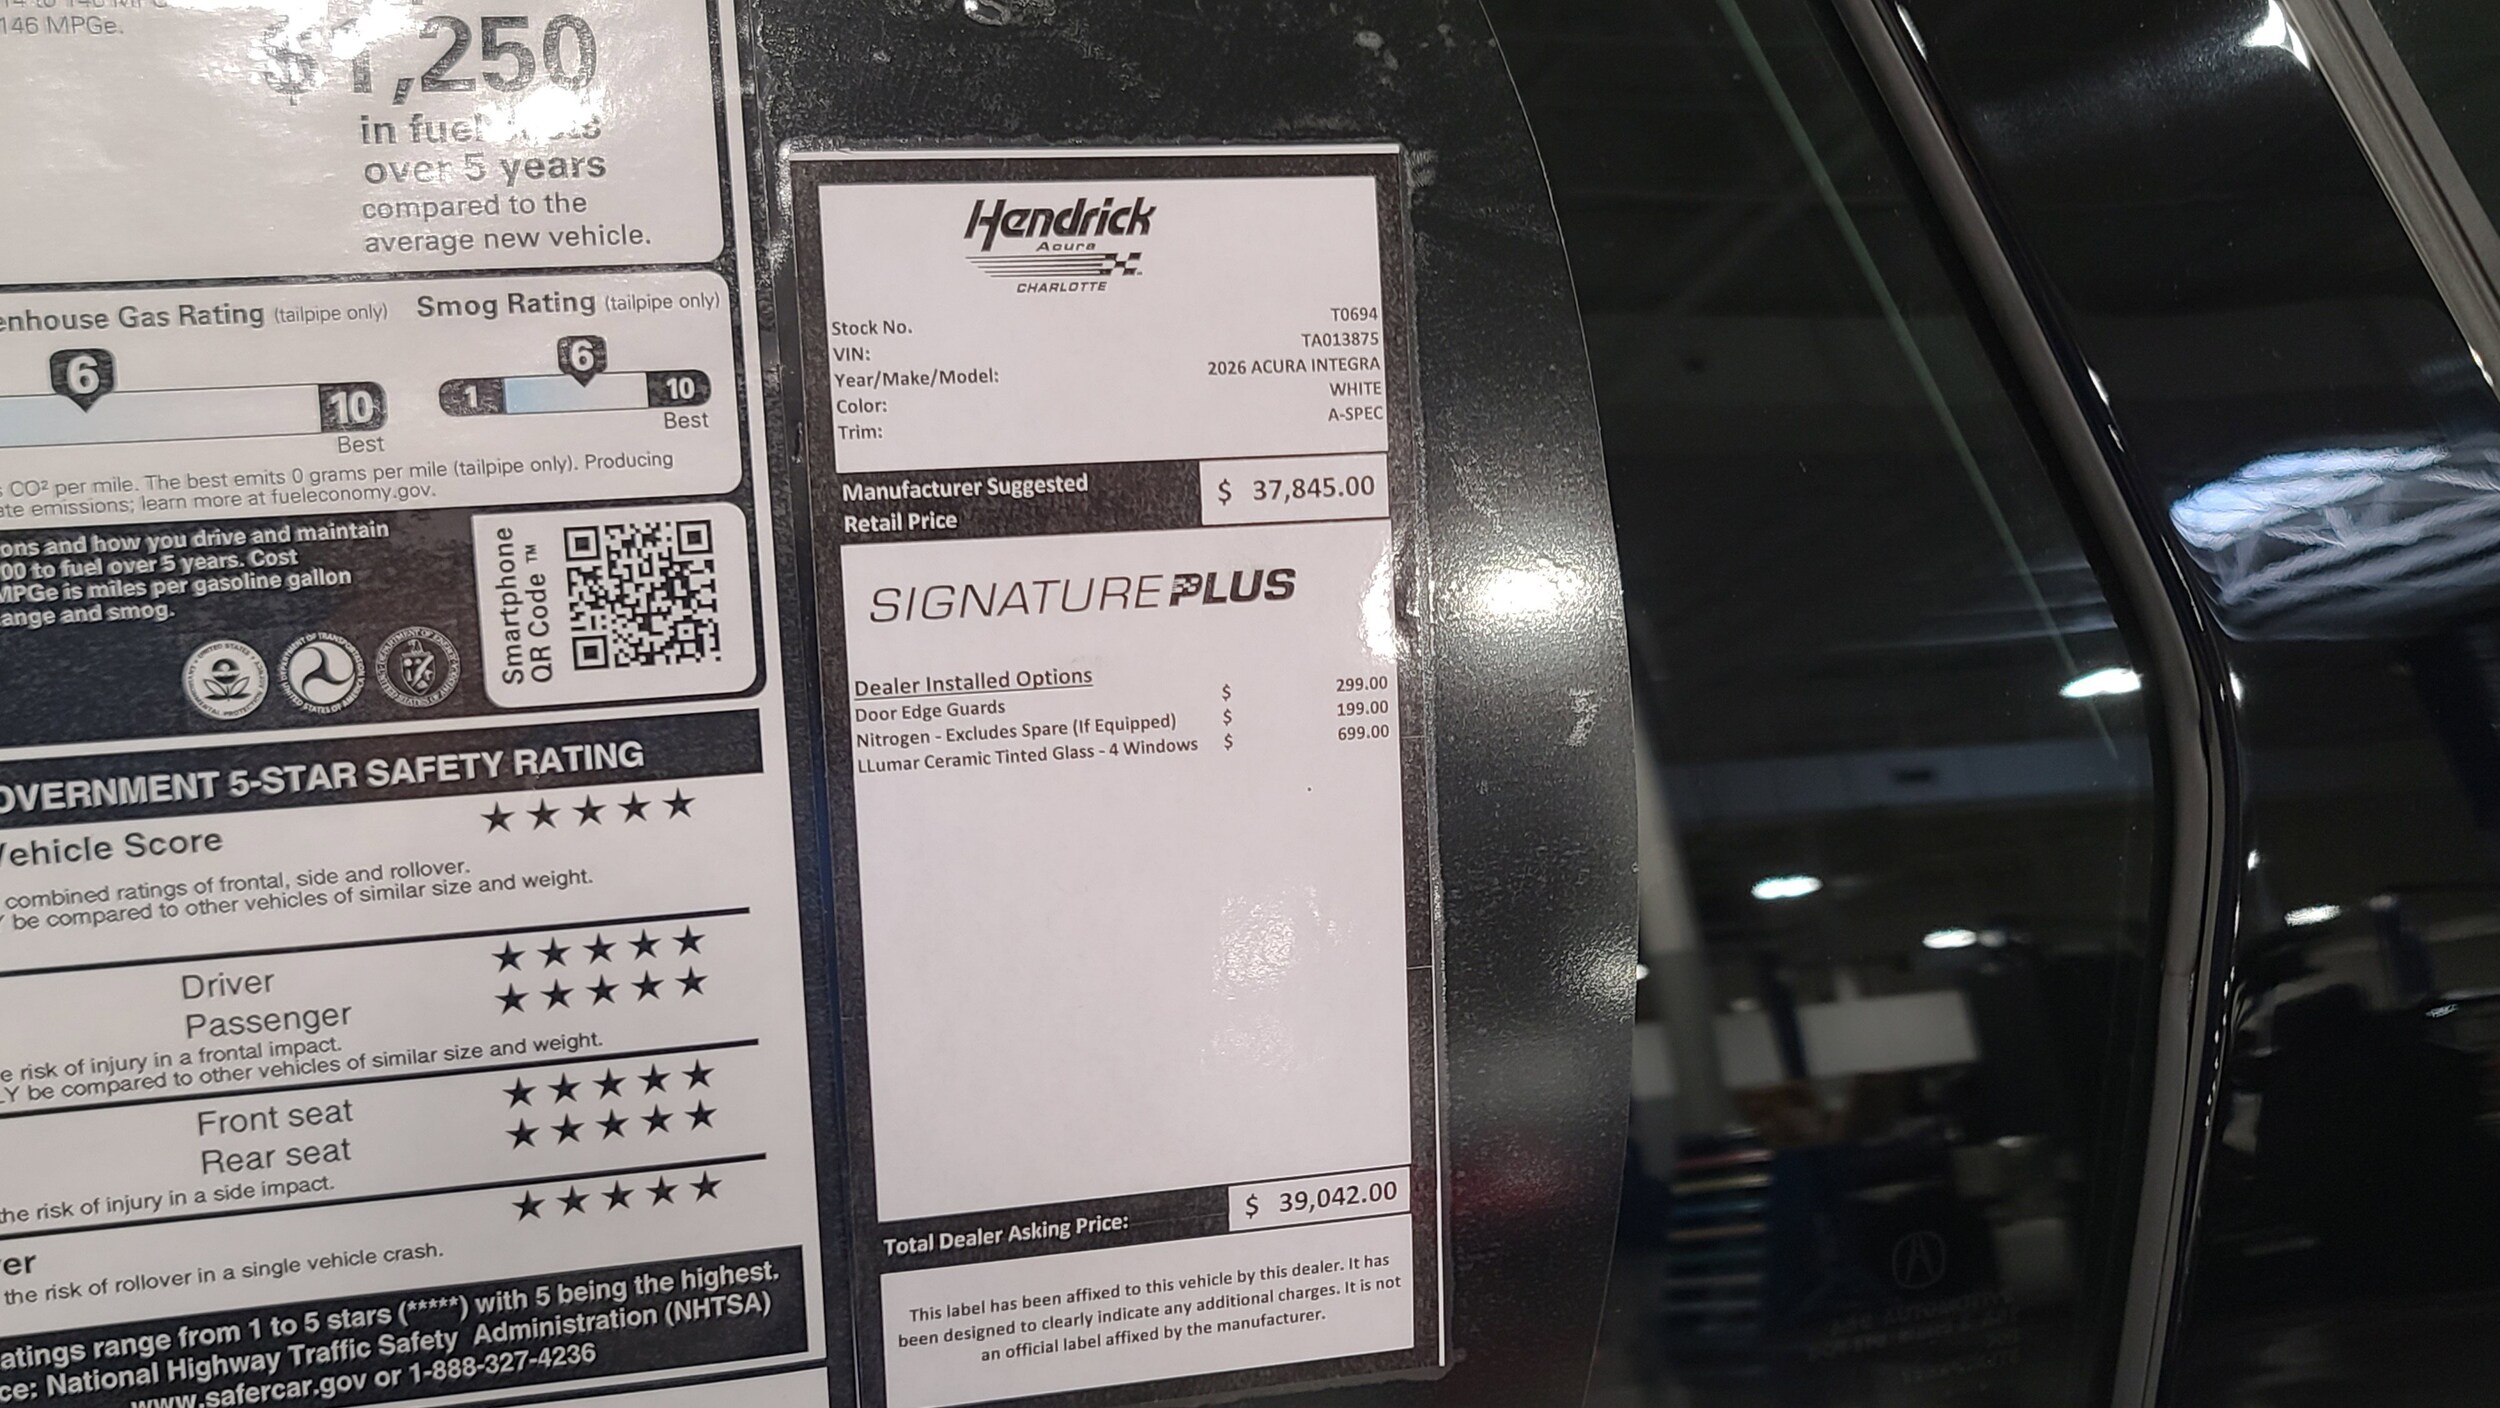 146 MPGe.
$1,250
in fuel
over 5 years
compared to the
average new vehicle.
enhouse Gas Rating (tailpipe only)
Smog Rating (tailpipe only)
6
10
Best
6
1
10
Best
CO² per mile. The best emits 0 grams per mile (tailpipe only). Producing
ate emissions; learn more at fueleconomy.gov.
ons and how you drive and maintain
00 to fuel over 5 years. Cost
MPGe is miles per gasoline gallon
ange and smog.
Smartphone
QR Code ™
OVERNMENT 5-STAR SAFETY RATING
Vehicle Score ★★★★★
combined ratings of frontal, side and rollover.
be compared to other vehicles of similar size and weight.
Driver ★★★★★
Passenger ★★★★★
e risk of injury in a frontal impact.
LY be compared to other vehicles of similar size and weight.
Front seat ★★★★★
Rear seat ★★★★★
the risk of injury in a side impact.
er ★★★★★
the risk of rollover in a single vehicle crash.
atings range from 1 to 5 stars (*****) with 5 being the highest.
ce: National Highway Traffic Safety Administration (NHTSA)
www.safercar.gov or 1-888-327-4236
Hendrick
Acura
CHARLOTTE
Stock No. T0694
VIN: TA013875
Year/Make/Model: 2026 ACURA INTEGRA
Color: WHITE
Trim: A-SPEC
Manufacturer Suggested
Retail Price $ 37,845.00
SIGNATURE PLUS
Dealer Installed Options
Door Edge Guards $ 299.00
Nitrogen - Excludes Spare (If Equipped) $ 199.00
LLumar Ceramic Tinted Glass - 4 Windows $ 699.00
Total Dealer Asking Price: $ 39,042.00
This label has been affixed to this vehicle by this dealer. It has
been designed to clearly indicate any additional charges. It is not
an official label affixed by the manufacturer.